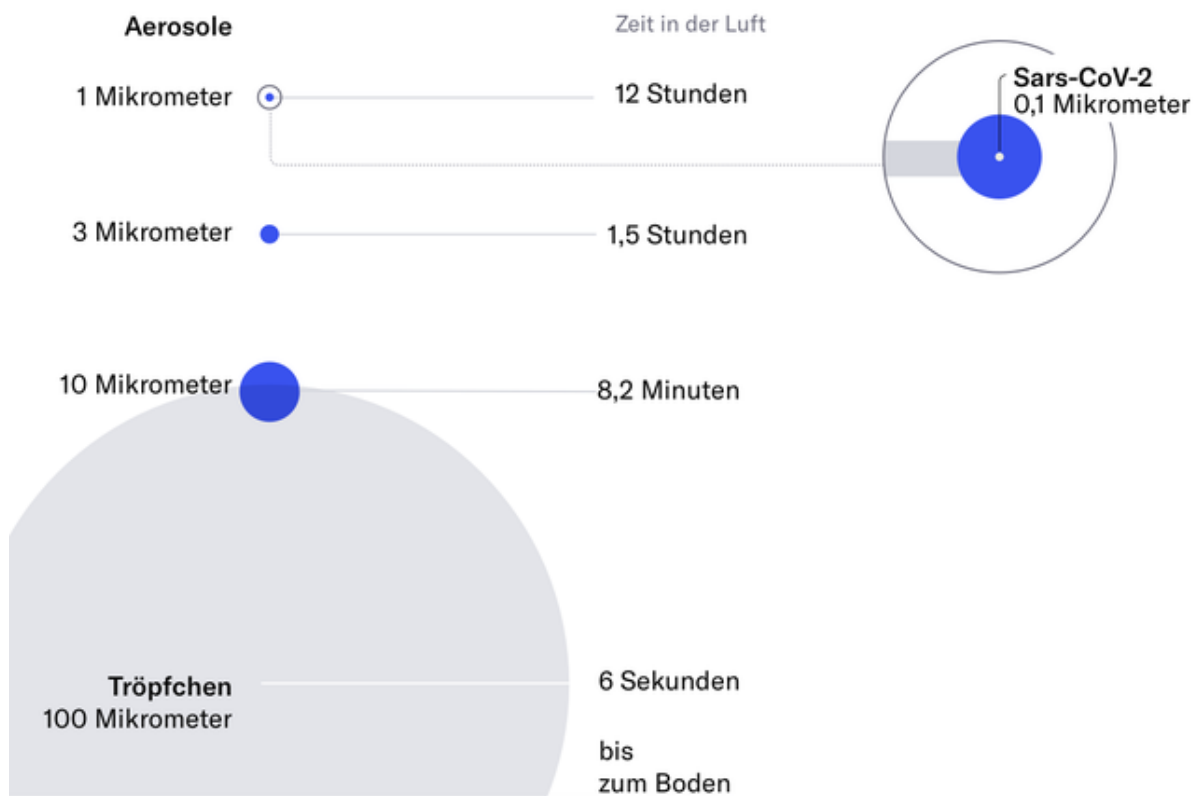 Aerosole
Zeit in der Luft
1 Mikrometer
12 Stunden
Sars-CoV-2
0,1 Mikrometer
3 Mikrometer
1,5 Stunden
10 Mikrometer
8,2 Minuten
Tröpfchen
100 Mikrometer
6 Sekunden
bis
zum Boden